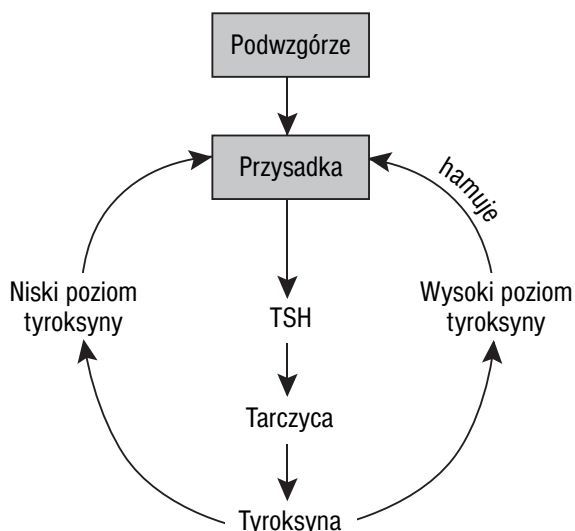 Podwzgórze
Przysadka
hamuje
Niski poziom
tyroksyny
Wysoki poziom
tyroksyny
TSH
Tarczyca
Tyroksyna